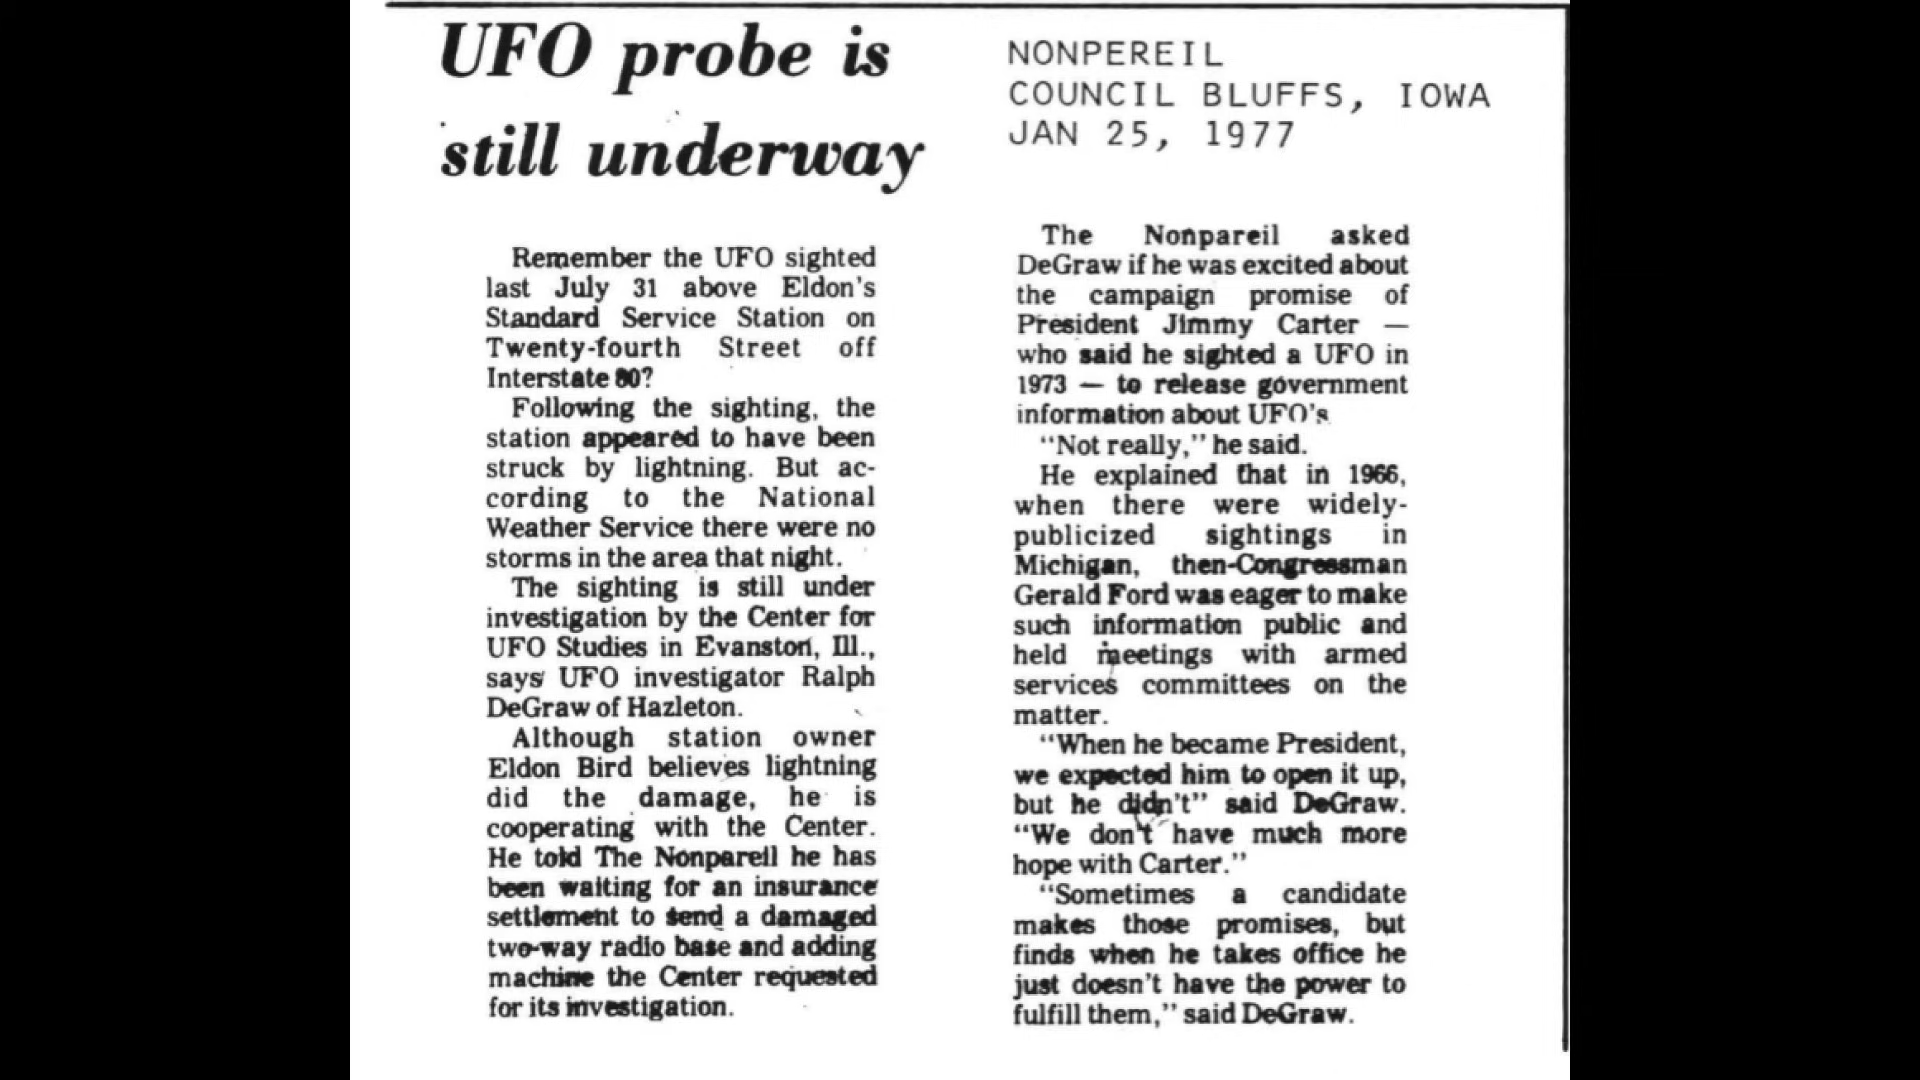 UFO probe is
still underway
NONPEREIL
COUNCIL BLUFFS, IOWA
JAN 25, 1977
Remember the UFO sighted
last July 31 above Eldon's
Standard Service Station on
Twenty-fourth Street off
Interstate 80?
Following the sighting, the
station appeared to have been
struck by lightning. But ac-
cording to the National
Weather Service there were no
storms in the area that night.
The sighting is still under
investigation by the Center for
UFO Studies in Evanston, Ill.,
says UFO investigator Ralph
DeGraw of Hazleton.
Although station owner
Eldon Bird believes lightning
did the damage, he is
cooperating with the Center.
He told The Nonpareil he has
been waiting for an insurance
settlement to send a damaged
two-way radio base and adding
machine the Center requested
for its investigation.
The Nonpareil asked
DeGraw if he was excited about
the campaign promise of
President Jimmy Carter —
who said he sighted a UFO in
1973 — to release government
information about UFO's
"Not really," he said.
He explained that in 1966,
when there were widely-
publicized sightings in
Michigan, then-Congressman
Gerald Ford was eager to make
such information public and
held meetings with armed
services committees on the
matter.
"When he became President,
we expected him to open it up,
but he didn't" said DeGraw.
"We don't have much more
hope with Carter."
"Sometimes a candidate
makes those promises, but
finds when he takes office he
just doesn't have the power to
fulfill them," said DeGraw.